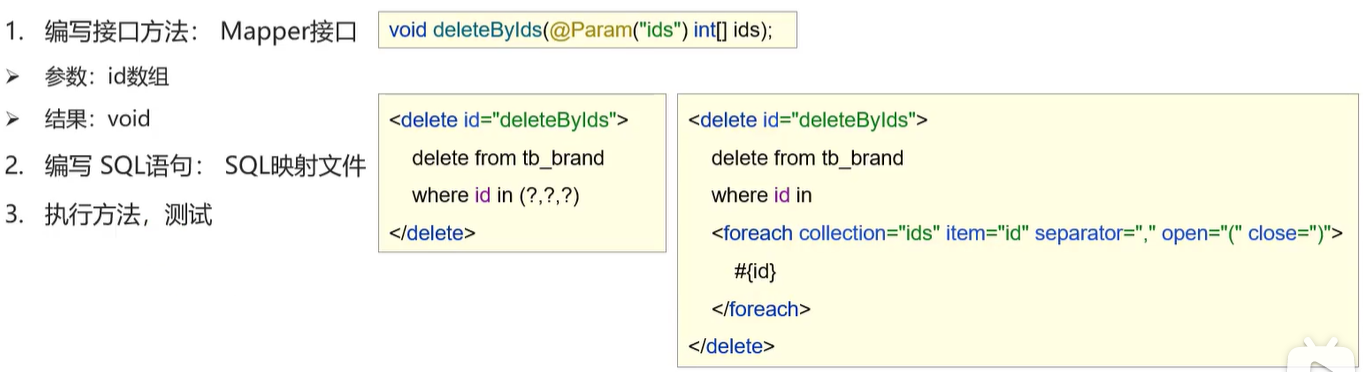 1. 编写接口方法： Mapper接口
void deleteByIds(@Param("ids") int[] ids);
➢ 参数：id数组
➢ 结果：void
2. 编写 SQL语句： SQL映射文件
3. 执行方法，测试
<delete id="deleteByIds">
delete from tb_brand
where id in (?,?,?)
</delete>
<delete id="deleteByIds">
delete from tb_brand
where id in
<foreach collection="ids" item="id" separator="," open="(" close=")">
#{id}
</foreach>
</delete>